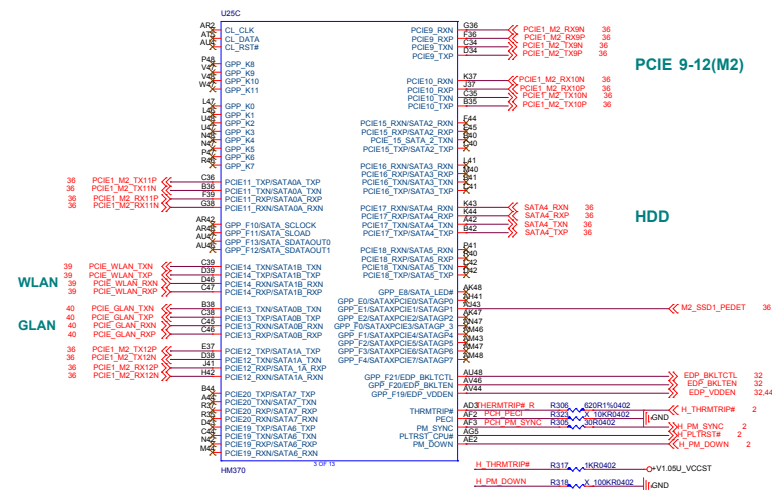 U25C
AR2 CL_CLK
CL_DATA
CL_RST#
P48 GPP_K8
GPP_K9
GPP_K10
GPP_K11
L47 GPP_K0
GPP_K1
GPP_K2
GPP_K3
GPP_K4
GPP_K5
GPP_K6
GPP_K7
36 PCIE1_M2_TX11P C36 PCIE11_TXP/SATA0A_TXP
36 PCIE1_M2_TX11N B36 PCIE11_TXN/SATA0A_TXN
36 PCIE1_M2_RX11P F39 PCIE11_RXP/SATA0A_RXP
36 PCIE1_M2_RX11N G38 PCIE11_RXN/SATA0A_RXN
AR42 GPP_F10/SATA_SCLOCK
GPP_F11/SATA_SLOAD
GPP_F13/SATA_SDATAOUT0
GPP_F12/SATA_SDATAOUT1
WLAN
39 PCIE_WLAN_TXN C39 PCIE14_TXN/SATA1B_TXN
39 PCIE_WLAN_TXP D39 PCIE14_TXP/SATA1B_TXP
39 PCIE_WLAN_RXN D46 PCIE14_RXN/SATA1B_RXN
39 PCIE_WLAN_RXP C47 PCIE14_RXP/SATA1B_RXP
GLAN
40 PCIE_GLAN_TXN B38 PCIE13_TXN/SATA0B_TXN
40 PCIE_GLAN_TXP C38 PCIE13_TXP/SATA0B_TXP
40 PCIE_GLAN_RXN C45 PCIE13_RXN/SATA0B_RXN
40 PCIE_GLAN_RXP C46 PCIE13_RXP/SATA0B_RXP
36 PCIE1_M2_TX12P E37 PCIE12_TXP/SATA1A_TXP
36 PCIE1_M2_TX12N D38 PCIE12_TXN/SATA1A_TXN
36 PCIE1_M2_RX12P J41 PCIE12_RXP/SATA_1A_RXP
36 PCIE1_M2_RX12N H42 PCIE12_RXN/SATA1A_RXN
B44 PCIE20_TXP/SATA7_TXP
PCIE20_TXN/SATA7_TXN
PCIE20_RXP/SATA7_RXP
PCIE20_RXN/SATA7_RXN
PCIE19_TXP/SATA6_TXP
PCIE19_TXN/SATA6_TXN
PCIE19_RXP/SATA6_RXP
PCIE19_RXN/SATA6_RXN
HM370
3 OF 13
PCIE9_RXN G36 PCIE1_M2_RX9N 36
PCIE9_RXP F36 PCIE1_M2_RX9P 36
PCIE9_TXN C34 PCIE1_M2_TX9N 36
PCIE9_TXP D34 PCIE1_M2_TX9P 36
PCIE 9-12(M2)
PCIE10_RXN K37 PCIE1_M2_RX10N 36
PCIE10_RXP J37 PCIE1_M2_RX10P 36
PCIE10_TXN C35 PCIE1_M2_TX10N 36
PCIE10_TXP B35 PCIE1_M2_TX10P 36
PCIE15_RXN/SATA2_RXN F44
PCIE15_RXP/SATA2_RXP
PCIE_15_SATA_2_TXN
PCIE15_TXP/SATA2_TXP
PCIE16_RXN/SATA3_RXN
PCIE16_RXP/SATA3_RXP
PCIE16_TXN/SATA3_TXN
PCIE16_TXP/SATA3_TXP
PCIE17_RXN/SATA4_RXN K43 SATA4_RXN 36
PCIE17_RXP/SATA4_RXP K44 SATA4_RXP 36
PCIE17_TXN/SATA4_TXN A42 SATA4_TXN 36
PCIE17_TXP/SATA4_TXP B42 SATA4_TXP 36
HDD
PCIE18_RXN/SATA5_RXN
PCIE18_RXP/SATA5_RXP
PCIE18_TXN/SATA5_TXN
PCIE18_TXP/SATA5_TXP
GPP_E8/SATA_LED# AK48
GPP_E0/SATAXPCIE0/SATAGP0
GPP_E1/SATAXPCIE1/SATAGP1 M2_SSD1_PEDET 36
GPP_E2/SATAXPCIE2/SATAGP2
GPP_F0/SATAXPCIE3/SATAGP_3
GPP_F1/SATAXPCIE4/SATAGP4
GPP_F2/SATAXPCIE5/SATAGP5
GPP_F3/SATAXPCIE6/SATAGP6
GPP_F4/SATAXPCIE7/SATAGP7
GPP_F21/EDP_BKLTCTL AU48 EDP_BKLTCTL 32
GPP_F20/EDP_BKLTEN AV46 EDP_BKLTEN 32
GPP_F19/EDP_VDDEN AV44 EDP_VDDEN 32,44
THRMTRIP# AD3 THERMTRIP#_R R306 620R1%0402 H_THRMTRIP# 2
PECI AF2 PCH_PECI R323 X_10KR0402 GND
PM_SYNC AF3 PCH_PM_SYNC R305 30R0402 H_PM_SYNC 2
PLTRST_CPU# AG5 H_PLTRST# 2
PM_DOWN AE2 H_PM_DOWN 2
H_THRMTRIP# R317 1KR0402 +V1.05U_VCCST
H_PM_DOWN R318 X_100KR0402 GND